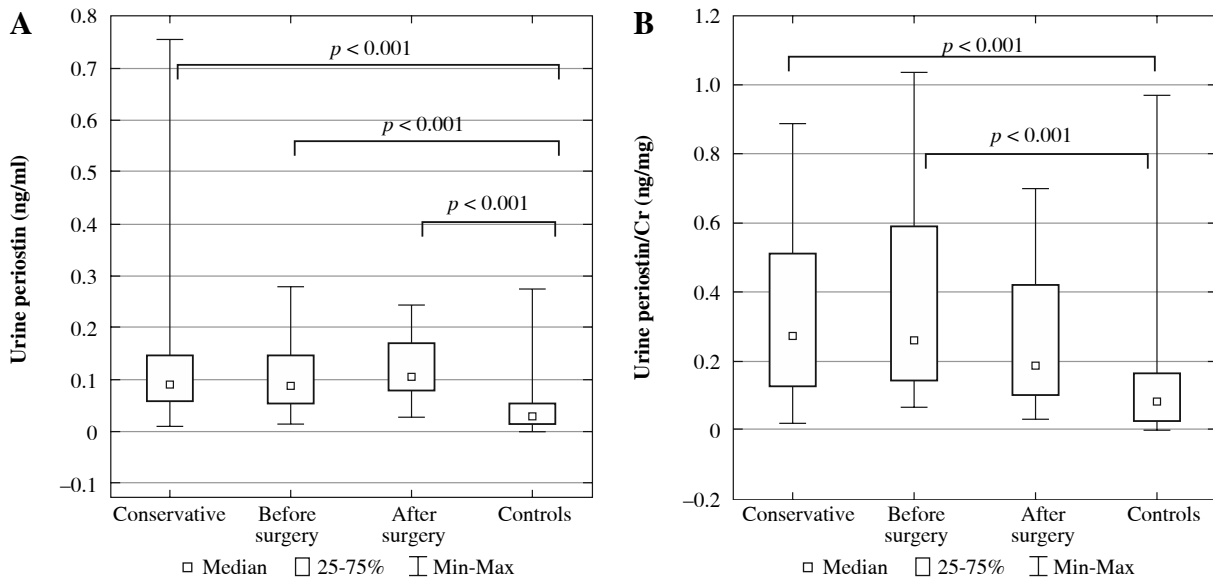 A
Urine periostin (ng/ml)
0.8
0.7
0.6
0.5
0.4
0.3
0.2
0.1
0
–0.1
p < 0.001
p < 0.001
p < 0.001
Conservative
Before
surgery
After
surgery
Controls
Median 25-75% Min-Max
B
Urine periostin/Cr (ng/mg)
1.2
1.0
0.8
0.6
0.4
0.2
0
–0.2
p < 0.001
p < 0.001
Conservative
Before
surgery
After
surgery
Controls
Median 25-75% Min-Max